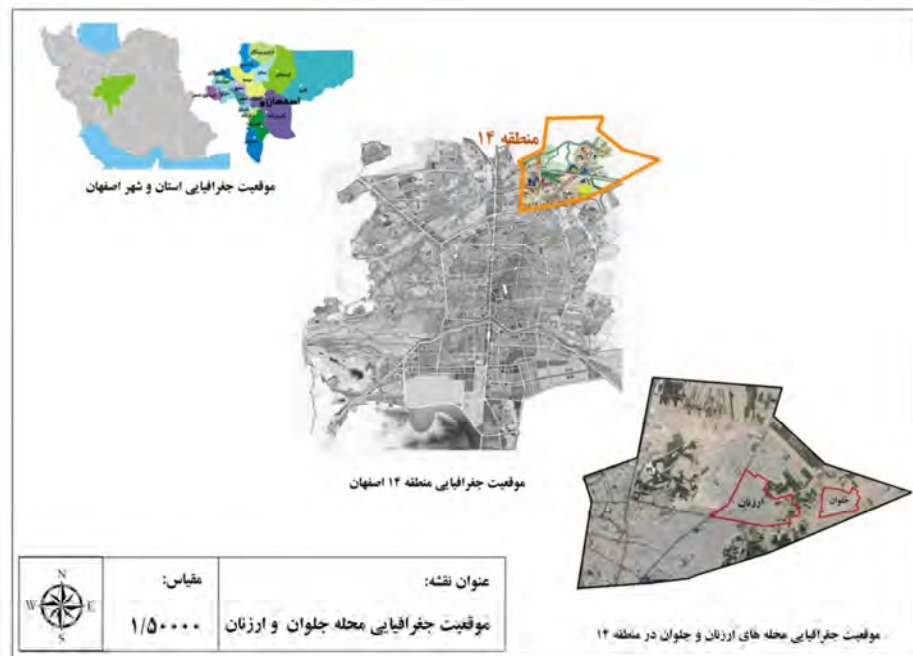 اصفهان
موقعیت جغرافیایی استان و شهر اصفهان
منطقه ۱۴
موقعیت جغرافیایی منطقه ۱۴ اصفهان
ارزنان
جلوان
موقعیت جغرافیایی محله های ارزنان و جلوان در منطقه ۱۴
N
W
E
S
مقیاس:
۱/۵۰۰۰۰
عنوان نقشه:
موقعیت جغرافیایی محله جلوان و ارزنان